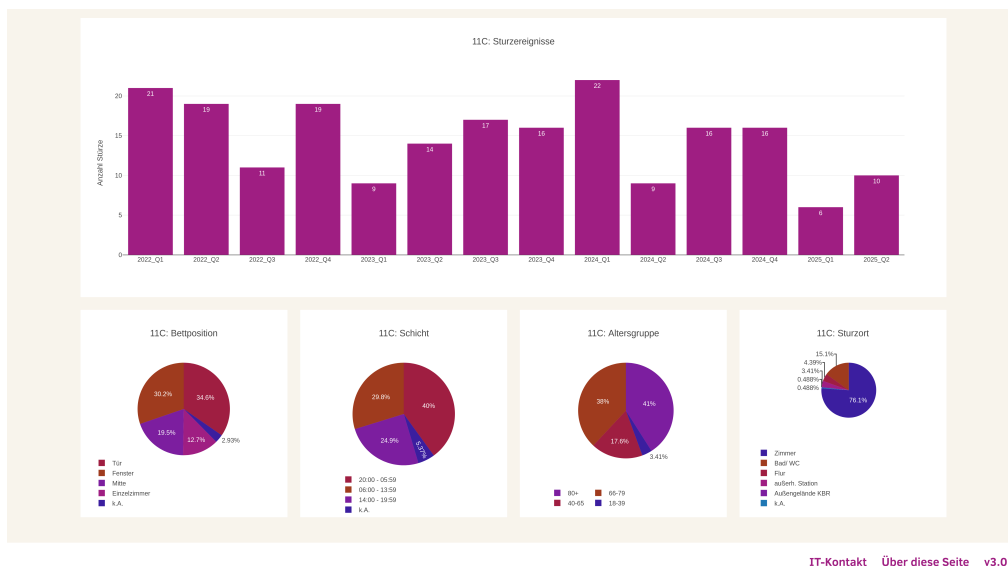 11C: Sturzereignisse
Anzahl Stürze
20
15
10
5
0
21
19
11
19
9
14
17
16
22
9
16
16
6
10
2022_Q1
2022_Q2
2022_Q3
2022_Q4
2023_Q1
2023_Q2
2023_Q3
2023_Q4
2024_Q1
2024_Q2
2024_Q3
2024_Q4
2025_Q1
2025_Q2
11C: Bettposition
30.2%
34.6%
19.5%
12.7%
2.93%
Tür
Fenster
Mitte
Einzelzimmer
k.A.
11C: Schicht
29.8%
40%
24.9%
5.37%
20:00 - 05:59
06:00 - 13:59
14:00 - 19:59
k.A.
11C: Altersgruppe
38%
41%
17.6%
3.41%
80+
66-79
40-65
18-39
11C: Sturzort
15.1%
4.39%
3.41%
0.488%
0.488%
76.1%
Zimmer
Bad/ WC
Flur
außerh. Station
Außengelände KBR
k.A.
IT-Kontakt Über diese Seite v3.0